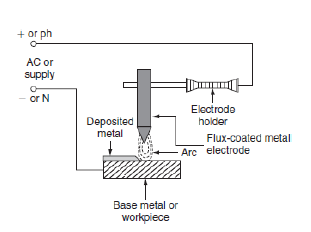 + or ph
AC or
supply
– or N
Electrode
holder
Deposited
metal
Flux-coated metal
electrode
Arc
Base metal or
workpiece